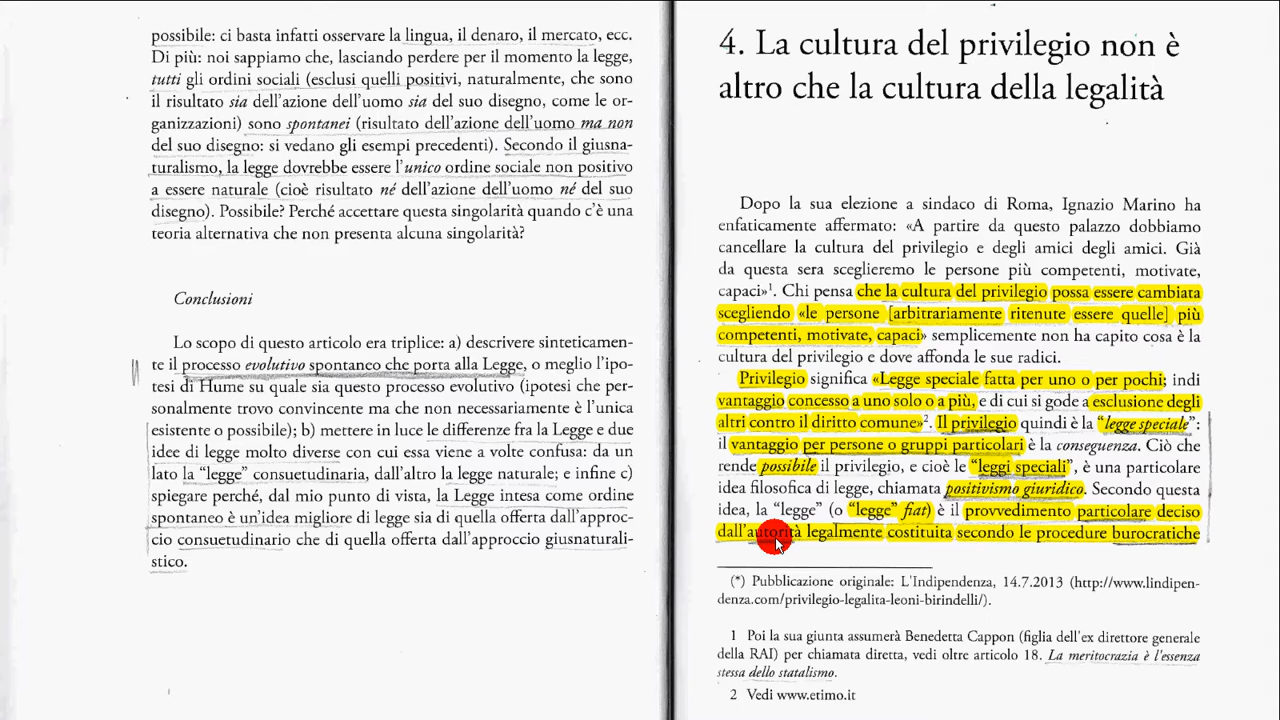 possibile: ci basta infatti osservare la lingua, il denaro, il mercato, ecc.
Di più: noi sappiamo che, lasciando perdere per il momento la legge,
tutti gli ordini sociali (esclusi quelli positivi, naturalmente, che sono
il risultato sia dell'azione dell'uomo sia del suo disegno, come le or-
ganizzazioni) sono spontanei (risultato dell'azione dell'uomo ma non
del suo disegno: si vedano gli esempi precedenti). Secondo il giusna-
turalismo, la legge dovrebbe essere l'unico ordine sociale non positivo
a essere naturale (cioè risultato né dell'azione dell'uomo né del suo
disegno). Possibile? Perché accettare questa singolarità quando c'è una
teoria alternativa che non presenta alcuna singolarità?
Conclusioni
Lo scopo di questo articolo era triplice: a) descrivere sinteticamen-
te il processo evolutivo spontaneo che porta alla Legge, o meglio l'ipo-
tesi di Hume su quale sia questo processo evolutivo (ipotesi che per-
sonalmente trovo convincente ma che non necessariamente è l'unica
esistente o possibile); b) mettere in luce le differenze fra la Legge e due
idee di legge molto diverse con cui essa viene a volte confusa: da un
lato la “legge” consuetudinaria, dall'altro la legge naturale; e infine c)
spiegare perché, dal mio punto di vista, la Legge intesa come ordine
spontaneo è un'idea migliore di legge sia di quella offerta dall'approc-
cio consuetudinario che di quella offerta dall'approccio giusnaturali-
stico.
4. La cultura del privilegio non è
altro che la cultura della legalità
Dopo la sua elezione a sindaco di Roma, Ignazio Marino ha
enfaticamente affermato: «A partire da questo palazzo dobbiamo
cancellare la cultura del privilegio e degli amici degli amici. Già
da questa sera sceglieremo le persone più competenti, motivate,
capaci»¹. Chi pensa che la cultura del privilegio possa essere cambiata
scegliendo «le persone [arbitrariamente ritenute essere quelle] più
competenti, motivate, capaci» semplicemente non ha capito cosa è la
cultura del privilegio e dove affonda le sue radici.
Privilegio significa «Legge speciale fatta per uno o per pochi; indi
vantaggio concesso a uno solo o a più, e di cui si gode a esclusione degli
altri contro il diritto comune»². Il privilegio quindi è la “legge speciale”:
il vantaggio per persone o gruppi particolari è la conseguenza. Ciò che
rende possibile il privilegio, e cioè le “leggi speciali”, è una particolare
idea filosofica di legge, chiamata positivismo giuridico. Secondo questa
idea, la “legge” (o “legge” fiat) è il provvedimento particolare deciso
dall'autorità legalmente costituita secondo le procedure burocratiche
(*) Pubblicazione originale: L'Indipendenza, 14.7.2013 (http://www.lindipen-
denza.com/privilegio-legalita-leoni-birindelli/).
1 Poi la sua giunta assumerà Benedetta Cappon (figlia dell'ex direttore generale
della RAI) per chiamata diretta, vedi oltre articolo 18. La meritocrazia è l'essenza
stessa dello statalismo.
2 Vedi www.etimo.it